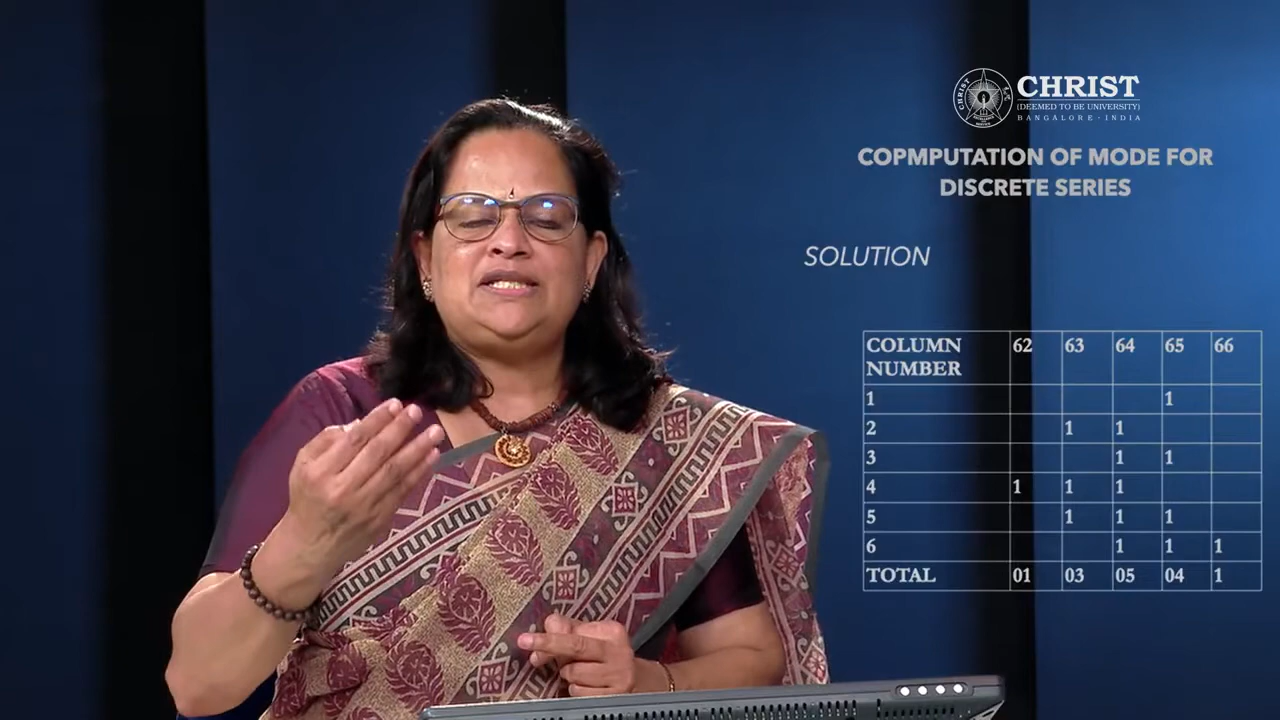 CHRIST
(DEEMED TO BE UNIVERSITY)
BANGALORE · INDIA
COPMPUTATION OF MODE FOR
DISCRETE SERIES
SOLUTION
COLUMN NUMBER 62 63 64 65 66
1 1
2 1 1
3 1 1
4 1 1 1
5 1 1 1
6 1 1 1
TOTAL 01 03 05 04 1